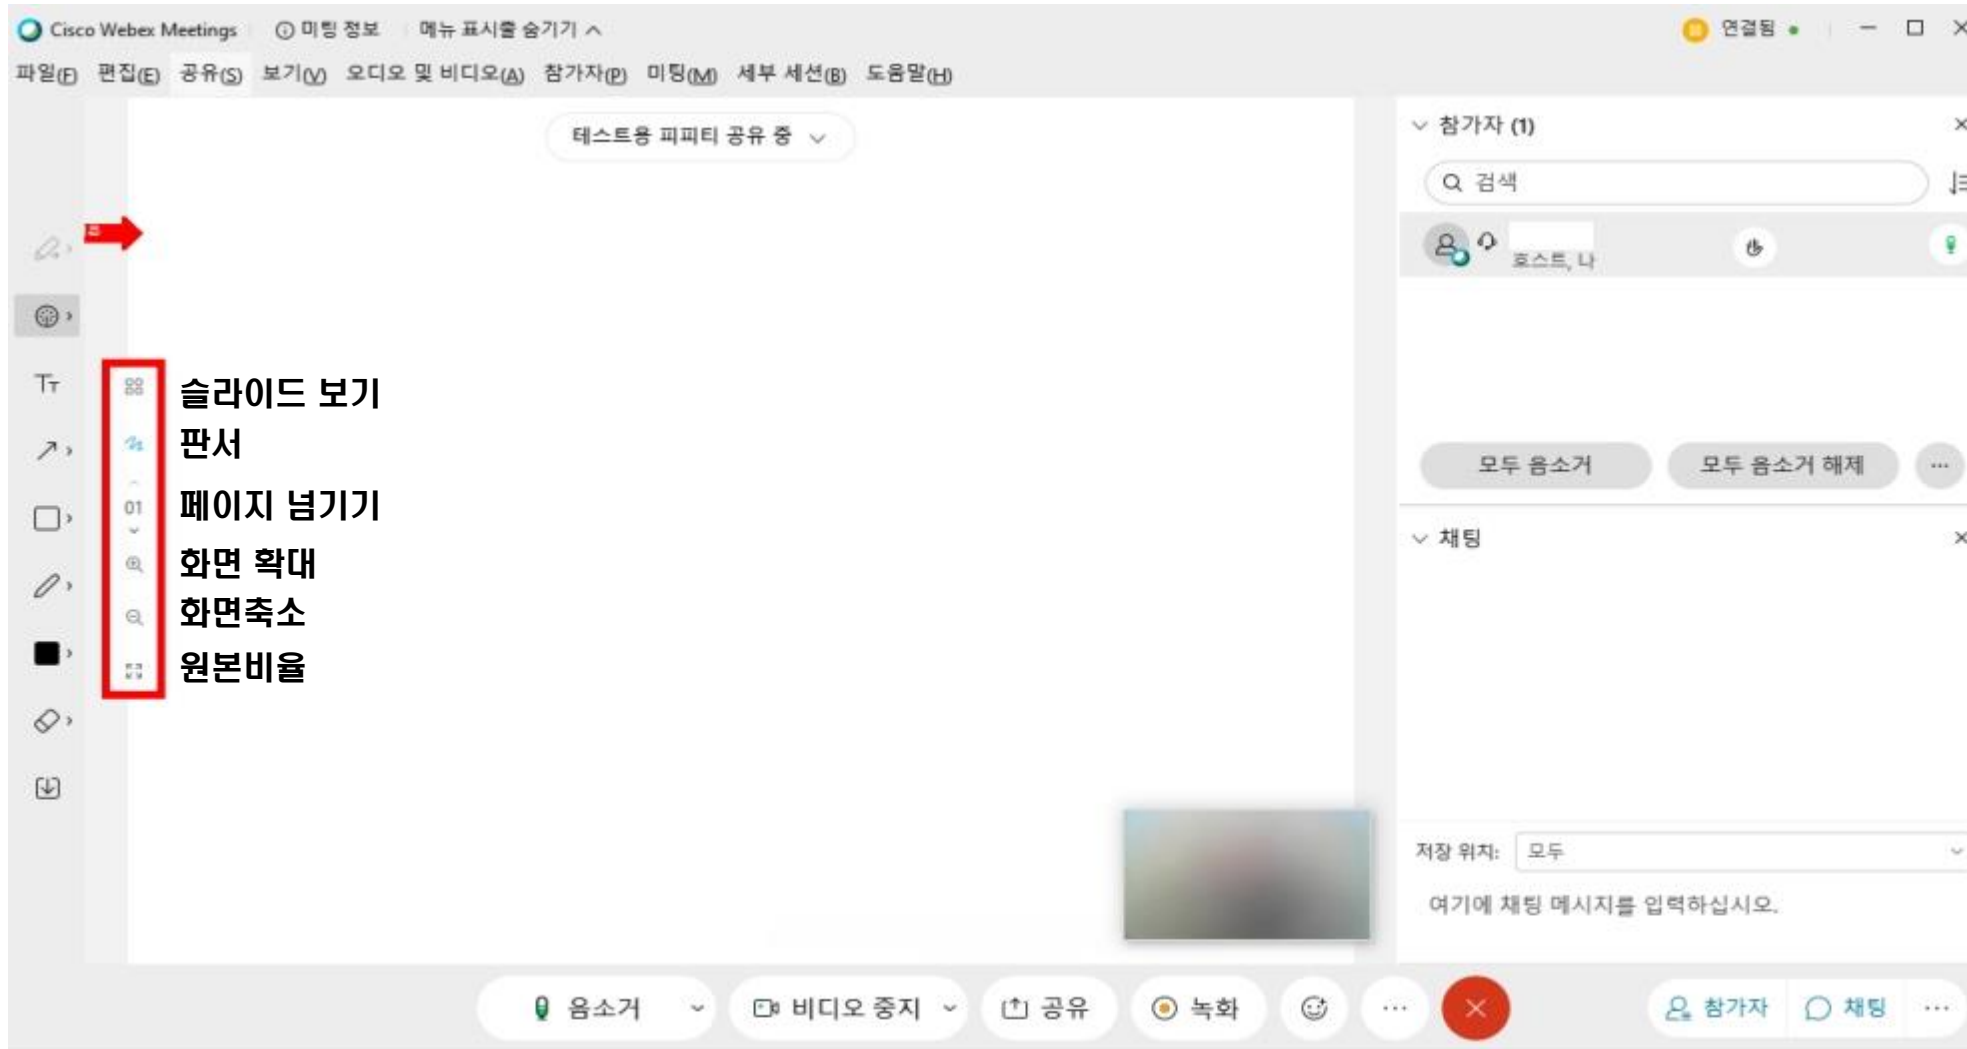 Cisco Webex Meetings 미팅 정보 메뉴 표시줄 숨기기 연결됨
파일(F) 편집(E) 공유(S) 보기(V) 오디오 및 비디오(A) 참가자(P) 미팅(M) 세부 세션(B) 도움말(H)
테스트용 피피티 공유 중
슬라이드 보기
판서
01 페이지 넘기기
화면 확대
화면축소
원본비율
참가자 (1)
검색
호스트, 나
모두 음소거 모두 음소거 해제
채팅
저장 위치: 모두
여기에 채팅 메시지를 입력하십시오.
음소거 비디오 중지 공유 녹화 참가자 채팅